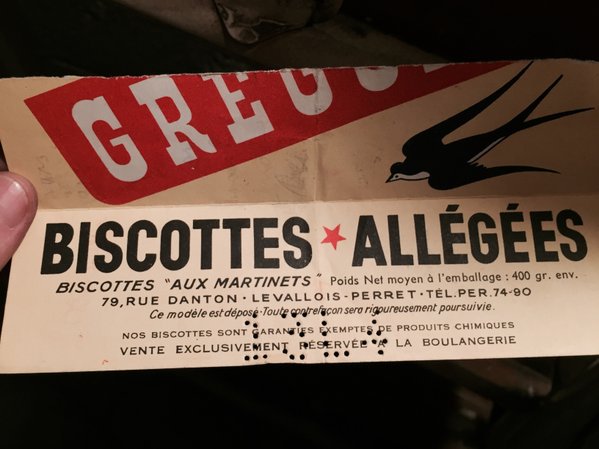 BISCOTTES ★ ALLÉGÉES
BISCOTTES "AUX MARTINETS" Poids Net moyen à l'emballage : 400 gr. env.
79, RUE DANTON · LEVALLOIS - PERRET · TÉL. PER. 74-90
Ce modèle est déposé · Toute contrefaçon sera rigoureusement poursuivie.
NOS BISCOTTES SONT GARANTIES EXEMPTES DE PRODUITS CHIMIQUES
VENTE EXCLUSIVEMENT RÉSERVÉE A LA BOULANGERIE